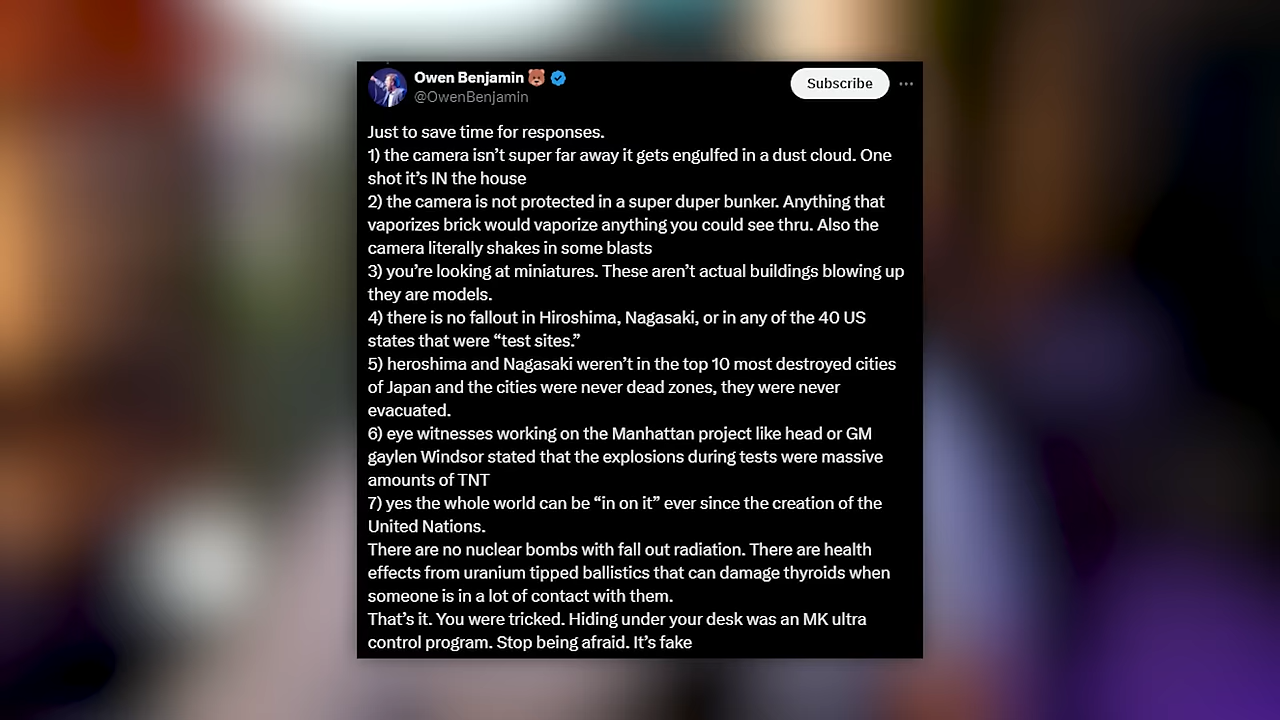 Owen Benjamin🐻
@OwenBenjamin
Subscribe
Just to save time for responses.
1) the camera isn’t super far away it gets engulfed in a dust cloud. One
shot it’s IN the house
2) the camera is not protected in a super duper bunker. Anything that
vaporizes brick would vaporize anything you could see thru. Also the
camera literally shakes in some blasts
3) you’re looking at miniatures. These aren’t actual buildings blowing up
they are models.
4) there is no fallout in Hiroshima, Nagasaki, or in any of the 40 US
states that were “test sites.”
5) heroshima and Nagasaki weren’t in the top 10 most destroyed cities
of Japan and the cities were never dead zones, they were never
evacuated.
6) eye witnesses working on the Manhattan project like head or GM
gaylen Windsor stated that the explosions during tests were massive
amounts of TNT
7) yes the whole world can be “in on it” ever since the creation of the
United Nations.
There are no nuclear bombs with fall out radiation. There are health
effects from uranium tipped ballistics that can damage thyroids when
someone is in a lot of contact with them.
That’s it. You were tricked. Hiding under your desk was an MK ultra
control program. Stop being afraid. It’s fake